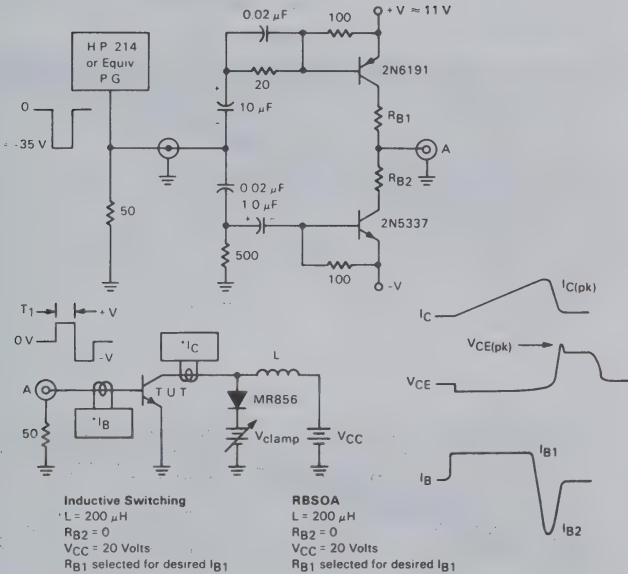 0.02 µF
100
+ V ≈ 11 V
HP 214
or Equiv
PG
2N6191
20
+
10 µF
-
RB1
0
A
≈ -35 V
RB2
0.02 µF
1.0 µF
+ -
50
2N5337
500
100
-V
IC(pk)
IC
T1
+ V
*IC
0 V
-V
L
VCE(pk)
A
TUT
MR856
VCE
*IB
50
Vclamp
VCC
IB1
IB
IB2
Inductive Switching
L = 200 µH
RB2 = 0
VCC = 20 Volts
RB1 selected for desired IB1
RBSOA
L = 200 µH
RB2 = 0
VCC = 20 Volts
RB1 selected for desired IB1